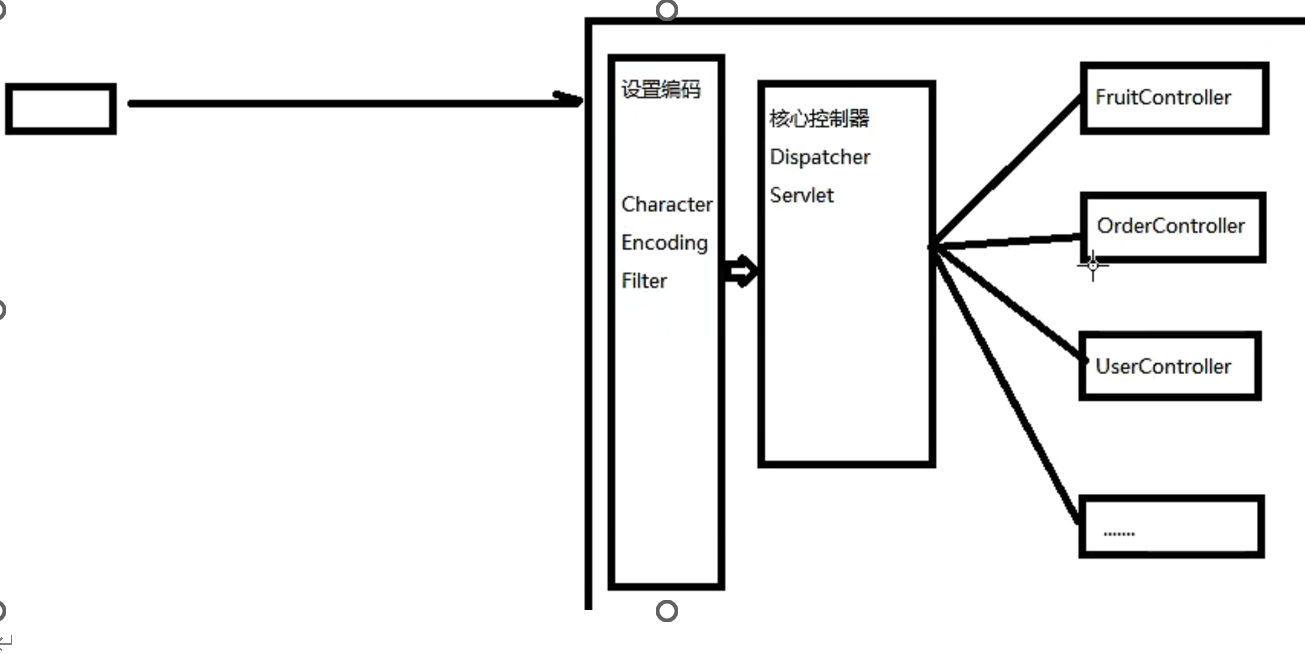 设置编码
Character
Encoding
Filter
核心控制器
Dispatcher
Servlet
FruitController
OrderController
UserController
.......